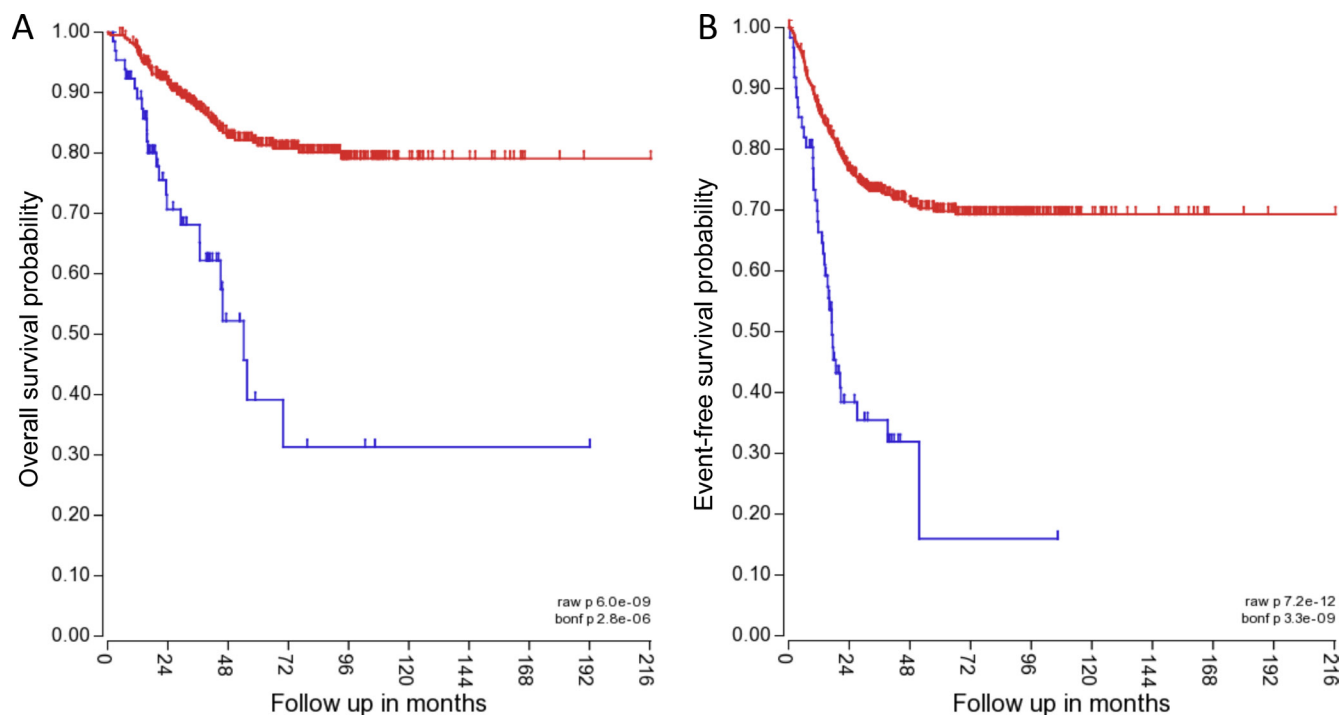 A
Overall survival probability
1.00
0.90
0.80
0.70
0.60
0.50
0.40
0.30
0.20
0.10
0.00
raw p 6.0e-09
bonf p 2.8e-06
0 24 48 72 96 120 144 168 192 216
Follow up in months
B
Event-free survival probability
1.00
0.90
0.80
0.70
0.60
0.50
0.40
0.30
0.20
0.10
0.00
raw p 7.2e-12
bonf p 3.3e-09
0 24 48 72 96 120 144 168 192 216
Follow up in months